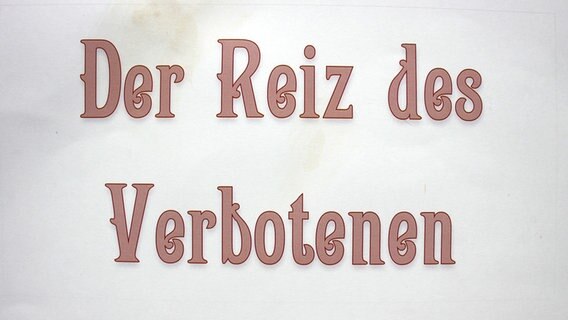 Der Reiz des
Verbotenen